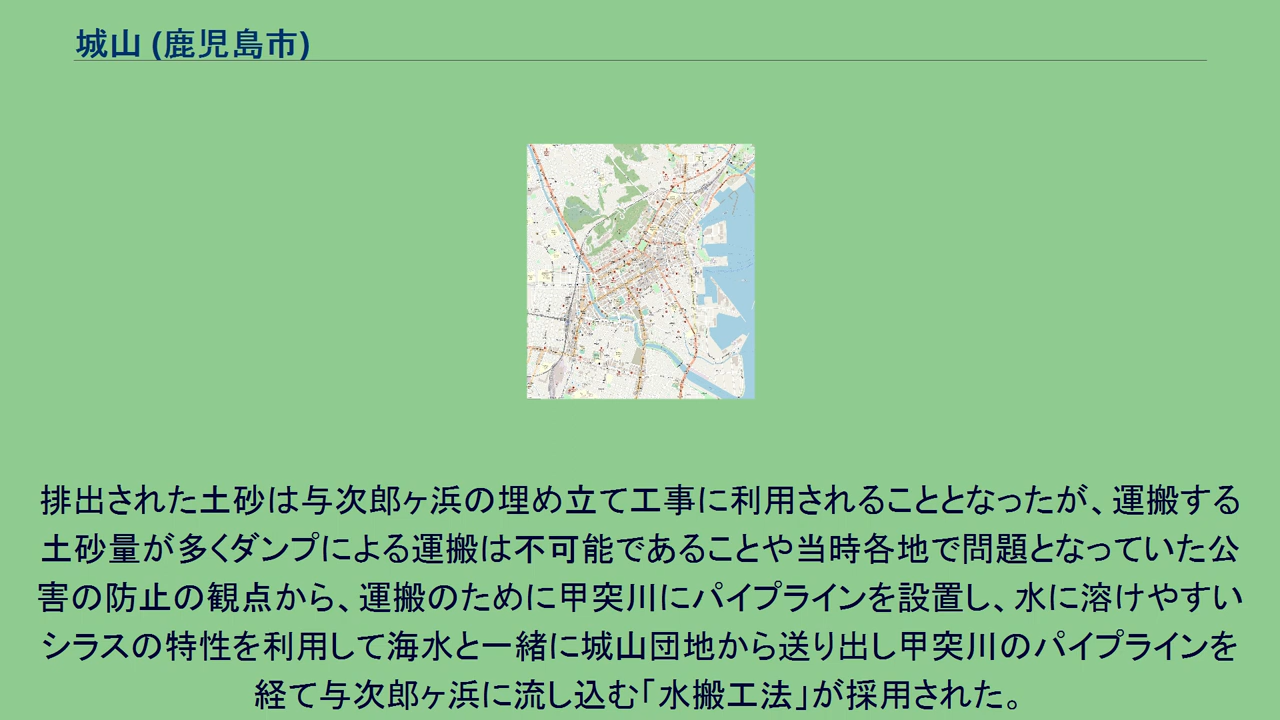 城山 (鹿児島市)
排出された土砂は与次郎ヶ浜の埋め立て工事に利用されることとなったが、運搬する
土砂量が多くダンプによる運搬は不可能であることや当時各地で問題となっていた公
害の防止の観点から、運搬のために甲突川にパイプラインを設置し、水に溶けやすい
シラスの特性を利用して海水と一緒に城山団地から送り出し甲突川のパイプラインを
経て与次郎ヶ浜に流し込む「水搬工法」が採用された。